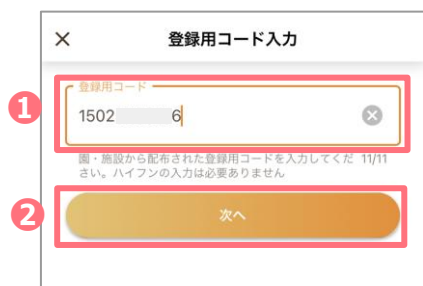 × 登録用コード入力
登録用コード
❶ 1502 6
園・施設から配布された登録用コードを入力してくだ 11/11
さい。ハイフンの入力は必要ありません
❷ 次へ